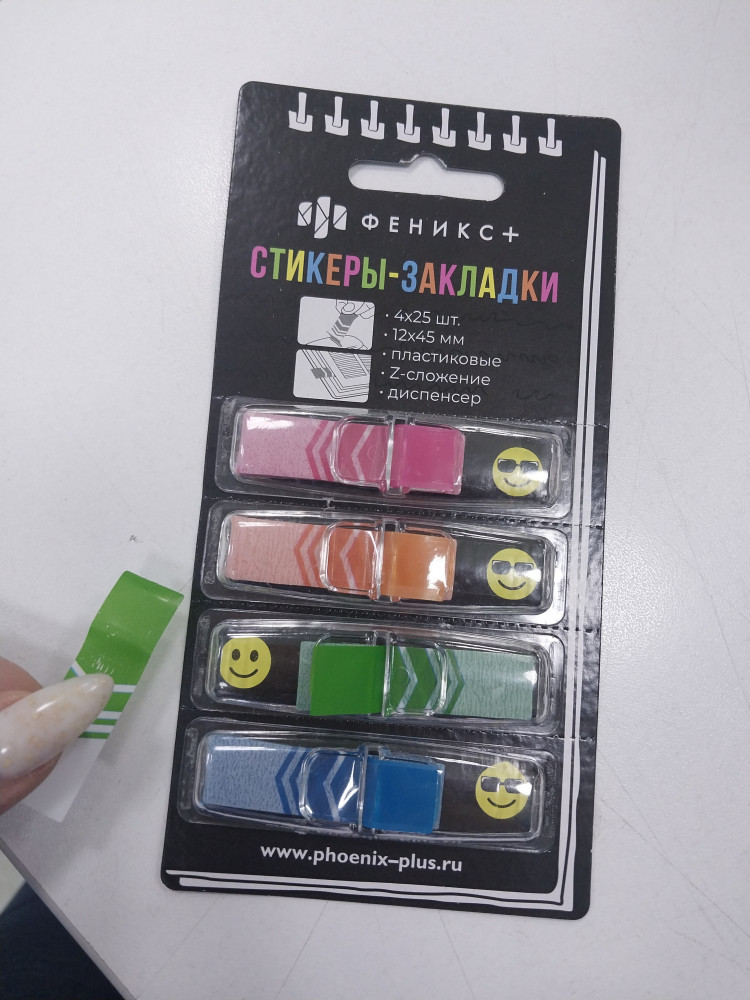 ФЕНИКС+
СТИКЕРЫ-ЗАКЛАДКИ
• 4х25 шт.
• 12х45 мм
• пластиковые
• Z-сложение
• диспенсер
www.phoenix-plus.ru